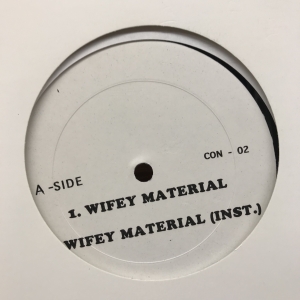 A-SIDE
CON - 02
1. WIFEY MATERIAL
WIFEY MATERIAL (INST.)